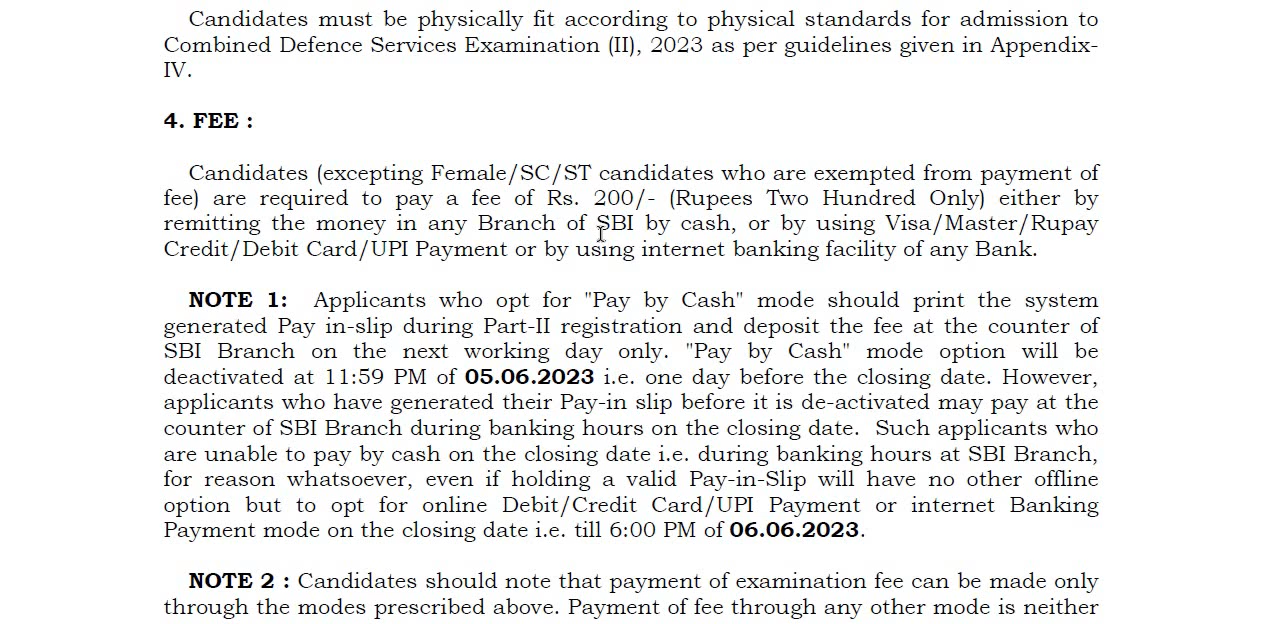 Candidates must be physically fit according to physical standards for admission to
Combined Defence Services Examination (II), 2023 as per guidelines given in Appendix-
IV.
4. FEE :
Candidates (excepting Female/SC/ST candidates who are exempted from payment of
fee) are required to pay a fee of Rs. 200/- (Rupees Two Hundred Only) either by
remitting the money in any Branch of SBI by cash, or by using Visa/Master/Rupay
Credit/Debit Card/UPI Payment or by using internet banking facility of any Bank.
NOTE 1: Applicants who opt for "Pay by Cash" mode should print the system
generated Pay in-slip during Part-II registration and deposit the fee at the counter of
SBI Branch on the next working day only. "Pay by Cash" mode option will be
deactivated at 11:59 PM of 05.06.2023 i.e. one day before the closing date. However,
applicants who have generated their Pay-in slip before it is de-activated may pay at the
counter of SBI Branch during banking hours on the closing date. Such applicants who
are unable to pay by cash on the closing date i.e. during banking hours at SBI Branch,
for reason whatsoever, even if holding a valid Pay-in-Slip will have no other offline
option but to opt for online Debit/Credit Card/UPI Payment or internet Banking
Payment mode on the closing date i.e. till 6:00 PM of 06.06.2023.
NOTE 2 : Candidates should note that payment of examination fee can be made only
through the modes prescribed above. Payment of fee through any other mode is neither